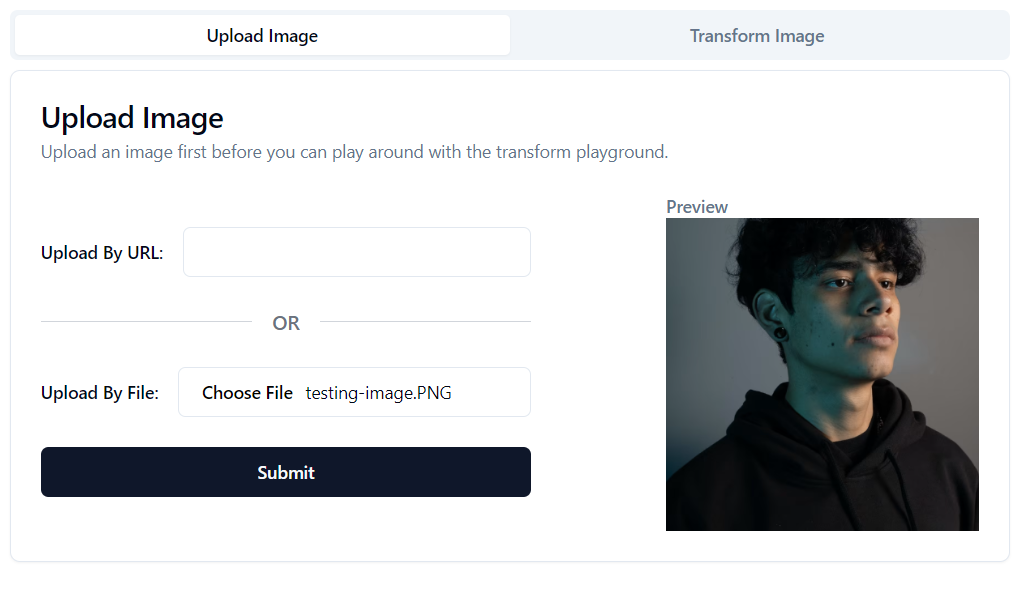 Upload Image
Transform Image
Upload Image
Upload an image first before you can play around with the transform playground.
Preview
Upload By URL:
OR
Upload By File:
Choose File testing-image.PNG
Submit